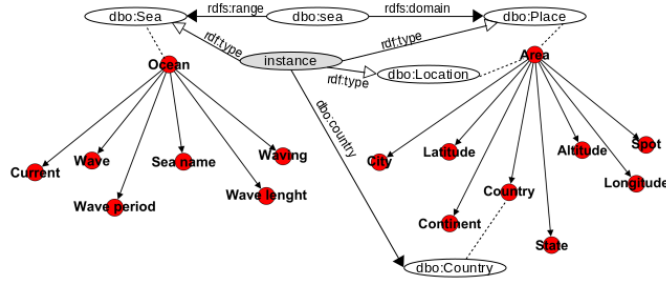 dbo:Sea
rdfs:range
dbo:sea
rdfs:domain
dbo:Place
rdf:type
instance
rdf:type
rdf:type
dbo:Location
Ocean
Area
dbo:country
Current
Wave
Sea name
Waving
Wave period
Wave lenght
City
Latitude
Country
Altitude
Spot
Continent
Longitude
State
dbo:Country